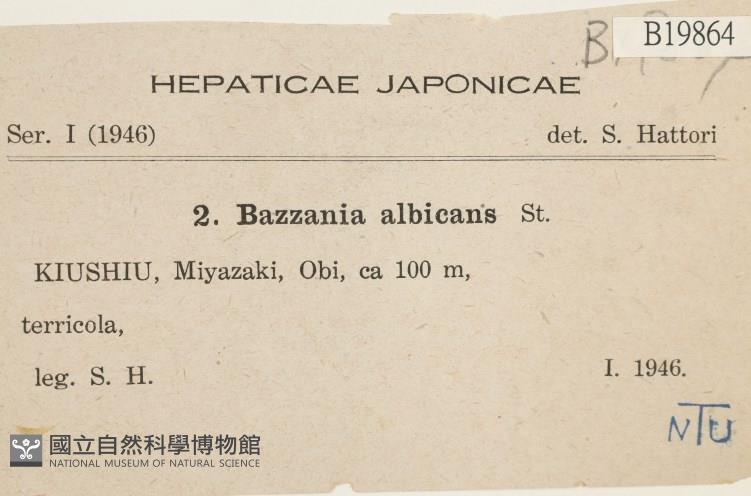 B19864
HEPATICAE JAPONICAE
Ser. I (1946) det. S. Hattori
2. Bazzania albicans St.
KIUSHIU, Miyazaki, Obi, ca 100 m,
terricola,
leg. S. H. I. 1946.
NTU
國立自然科學博物館
NATIONAL MUSEUM OF NATURAL SCIENCE